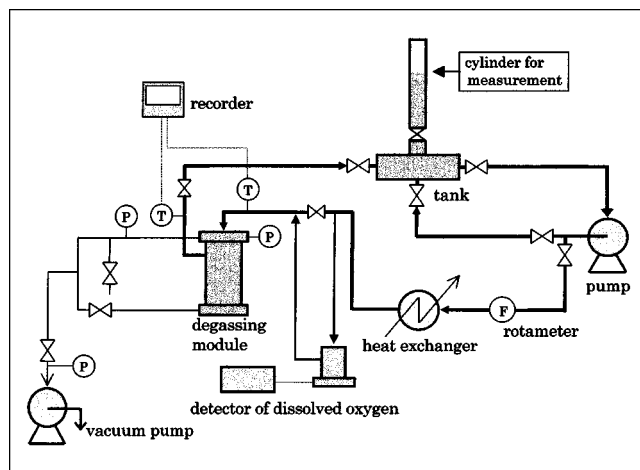 cylinder for
measurement
recorder
T
T
tank
P
P
pump
degassing
module
F
rotameter
heat exchanger
P
detector of dissolved oxygen
vacuum pump